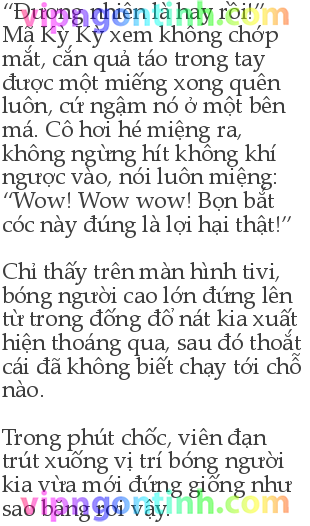 “Đương nhiên là hay rồi!”
vipngontinh.com
Mã Kỳ Kỳ xem không chớp
mắt, cắn quả táo trong tay
được một miếng xong quên
luôn, cứ ngậm nó ở một bên
má. Cô hơi hé miệng ra,
không ngừng hít không khí
ngược vào, nói luôn miệng:
“Wow! Wow wow! Bọn bắt
cóc này đúng là lợi hại thật!”
Chỉ thấy trên màn hình tivi,
bóng người cao lớn đứng lên
từ trong đống đổ nát kia xuất
hiện thoáng qua, sau đó thoắt
cái đã không biết chạy tới chỗ
nào.
Trong phút chốc, viên đạn
trút xuống vị trí bóng người
kia vừa mới đứng giống như
vipngontinh.com
sao băng rơi vậy.